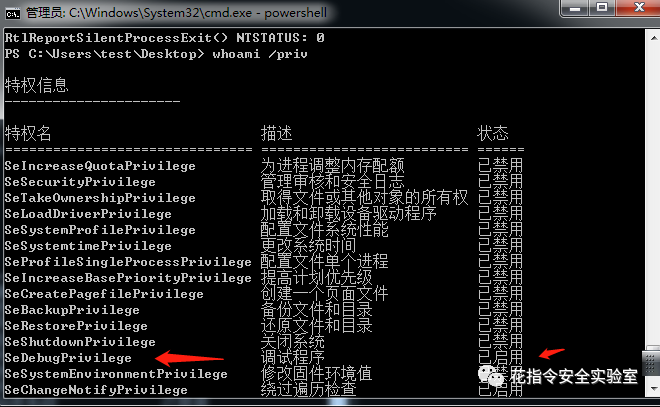 管理员: C:\Windows\System32\cmd.exe - powershell
RtlReportSilentProcessExit() NTSTATUS: 0
PS C:\Users\test\Desktop> whoami /priv
特权信息
----------------------
特权名 描述 状态
=============================== ========================== ======
SeIncreaseQuotaPrivilege 为进程调整内存配额 已禁用
SeSecurityPrivilege 管理审核和安全日志 已禁用
SeTakeOwnershipPrivilege 取得文件或其他对象的所有权 已禁用
SeLoadDriverPrivilege 加载和卸载设备驱动程序 已禁用
SeSystemProfilePrivilege 配置文件系统性能 已禁用
SeSystemtimePrivilege 更改系统时间 已禁用
SeProfileSingleProcessPrivilege 配置文件单个进程 已禁用
SeIncreaseBasePriorityPrivilege 提高计划优先级 已禁用
SeCreatePagefilePrivilege 创建一个页面文件 已禁用
SeBackupPrivilege 备份文件和目录 已禁用
SeRestorePrivilege 还原文件和目录 已禁用
SeShutdownPrivilege 关闭系统 已禁用
SeDebugPrivilege 调试程序 已启用
SeSystemEnvironmentPrivilege 修改固件环境值
SeChangeNotifyPrivilege 绕过遍历检查 已启用
花指令安全实验室